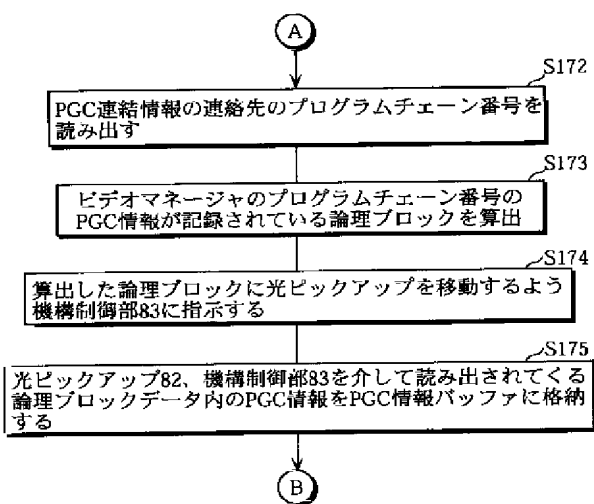 A
S172
PGC連結情報の連絡先のプログラムチェーン番号を
読み出す
S173
ビデオマネージャのプログラムチェーン番号の
PGC情報が記録されている論理ブロックを算出
S174
算出した論理ブロックに光ピックアップを移動するよう
機構制御部83に指示する
S175
光ピックアップ82、機構制御部83を介して読み出されてくる
論理ブロックデータ内のPGC情報をPGC情報バッファに格納
する
B